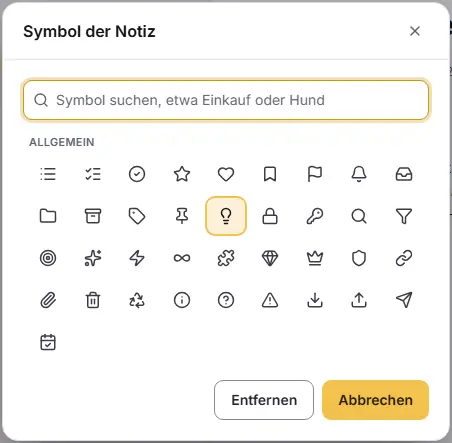 Symbol der Notiz
Symbol suchen, etwa Einkauf oder Hund
ALLGEMEIN
Entfernen
Abbrechen